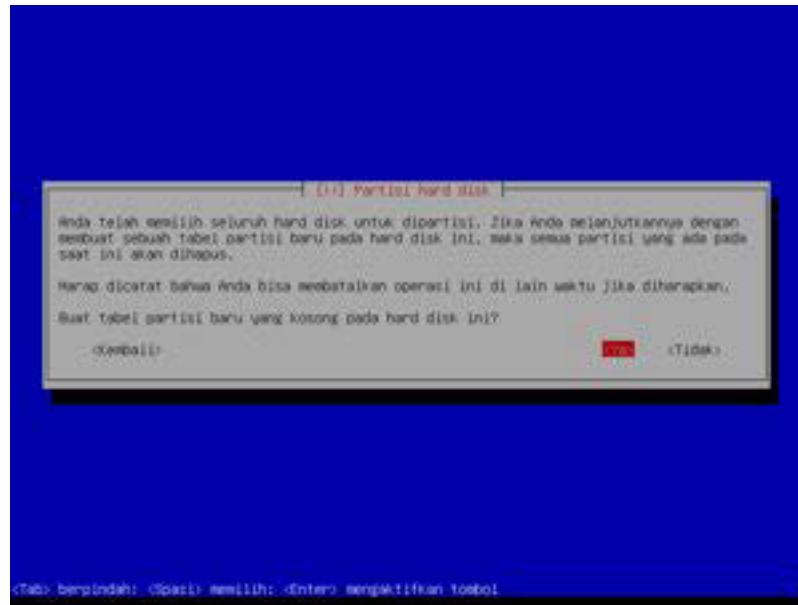 [!!] Partisi hard disk
Anda telah memilih seluruh hard disk untuk dipartisi. Jika Anda melanjutkannya dengan
membuat sebuah tabel partisi baru pada hard disk ini, maka semua partisi yang ada pada
saat ini akan dihapus.
Harap dicatat bahwa Anda bisa membatalkan operasi ini di lain waktu jika diharapkan.
Buat tabel partisi baru yang kosong pada hard disk ini?
<Kembali> <Ya> <Tidak>
<Tab> berpindah; <Spasi> memilih; <Enter> mengaktifkan tombol